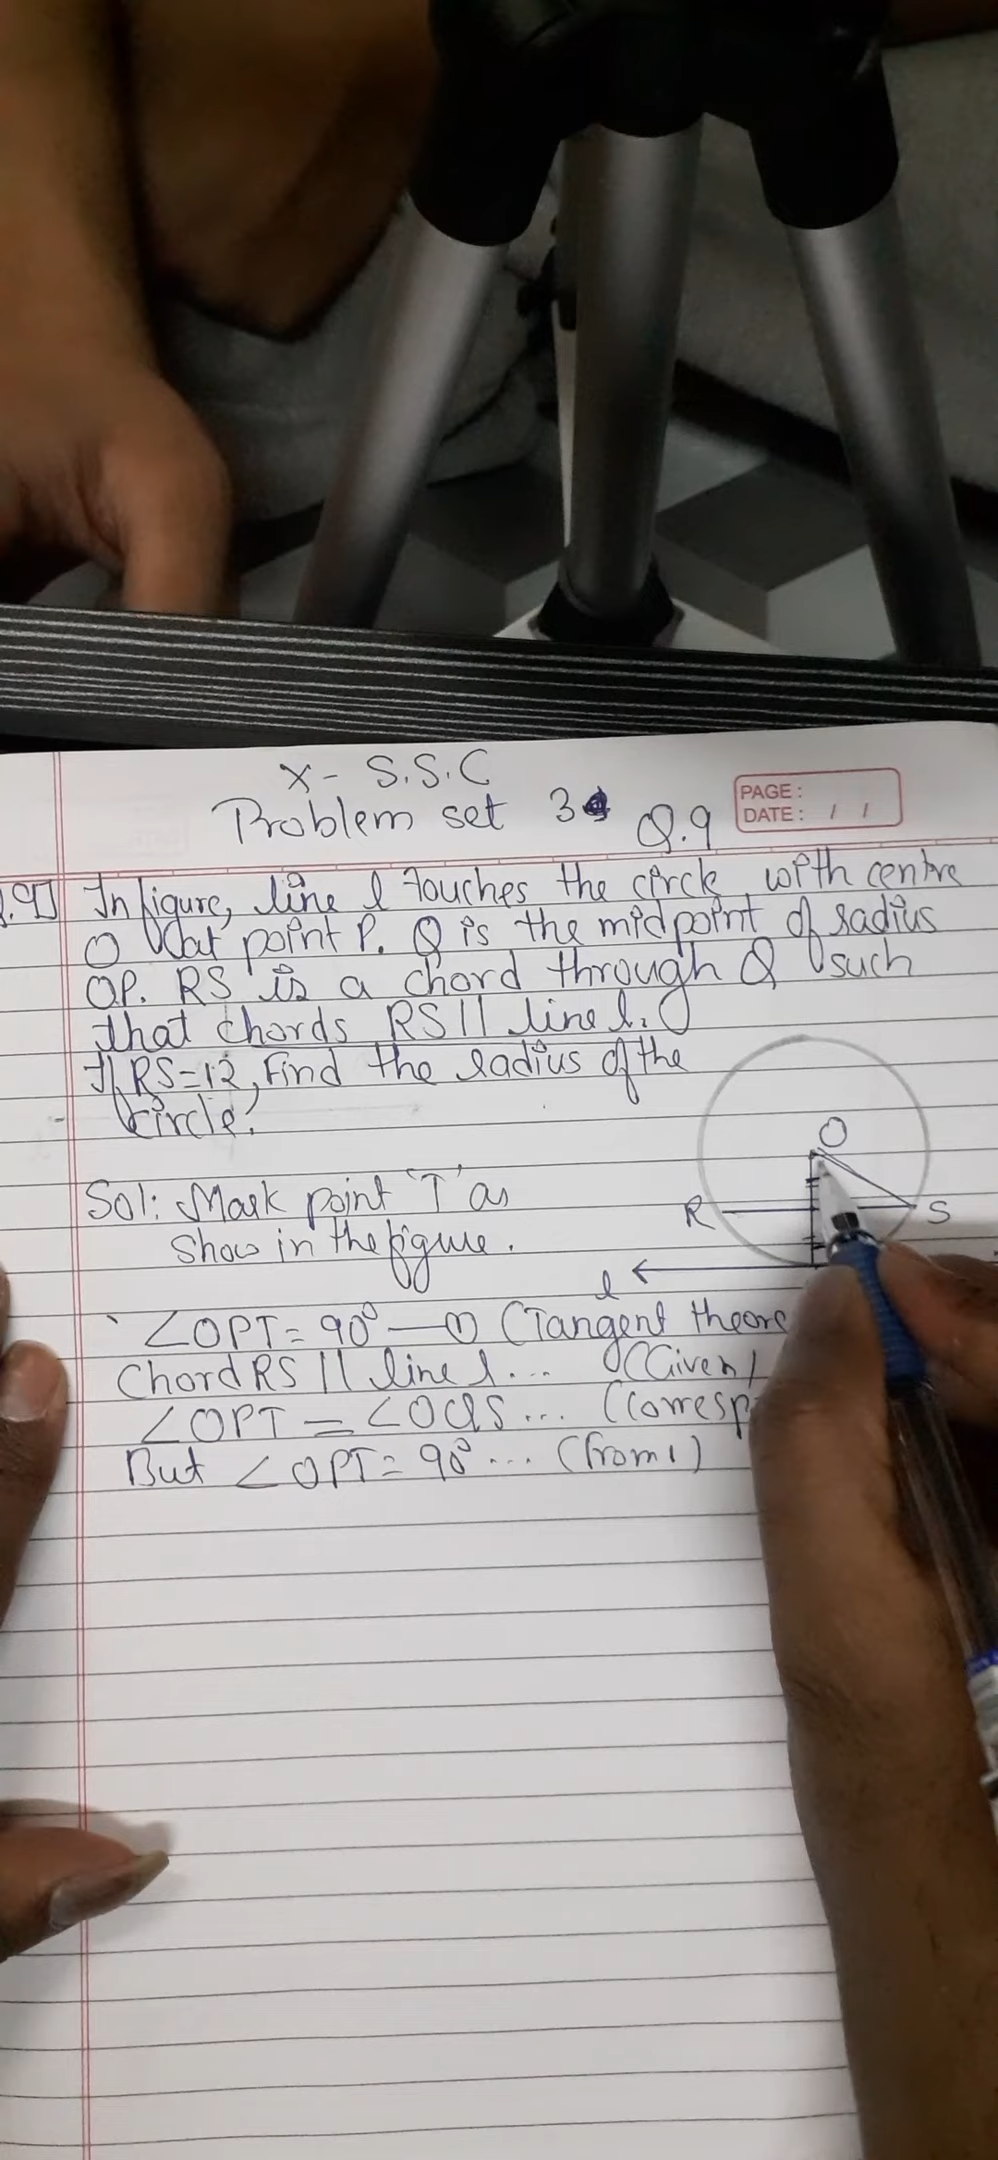 X- S.S.C
Problem set 3
Q.9
PAGE:
DATE: / /
.9] In figure, line l touches the circle with centre
O at point P. Q is the midpoint of radius
OP. RS is a chord through Q such
that chords RS || line l.
If RS=12, Find the radius of the
circle.
O
R
S
l
Sol: Mark point 'T' as
Show in the figure.
∠OPT = 90° — ① (Tangent theore
Chord RS || line l ... (Given)
∠OPT = ∠OQS ... (Corresp
But ∠OPT = 90° ... (from 1)